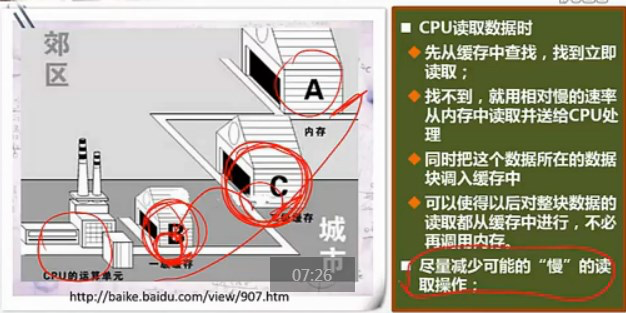 郊
区
A
内存
C
级缓存
B
一级缓存
城
市
CPU的运算单元
07:26
http://baike.baidu.com/view/907.htm
CPU读取数据时
先从缓存中查找，找到立即
读取；
找不到，就用相对慢的速率
从内存中读取并送给CPU处
理
同时把这个数据所在的数据
块调入缓存中
可以使得以后对整块数据的
读取都从缓存中进行，不必
再调用内存。
尽量减少可能的“慢”的读
取操作；